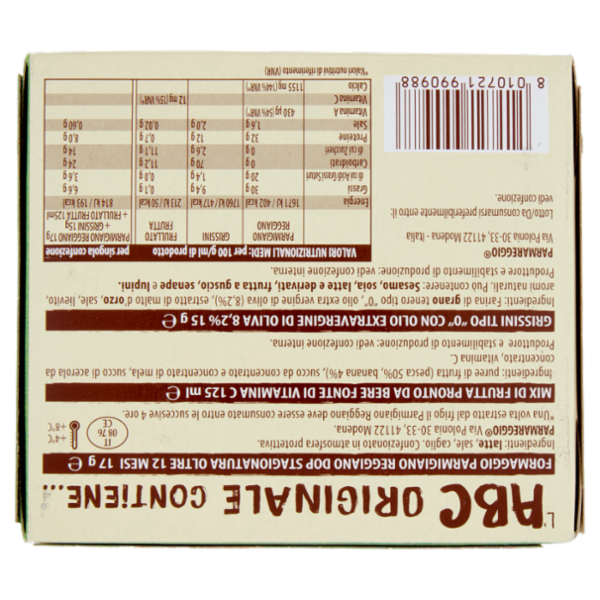 L'ABC ORIGINALE CONTIENE...
FORMAGGIO PARMIGIANO REGGIANO DOP STAGIONATURA OLTRE 12 MESI 17 g
Ingredienti: latte, sale, caglio. Confezionato in atmosfera protettiva.
PARMAREGGIO® Via Polonia, 30-33, 41122 Modena.
"Una volta estratto dal frigo il Parmigiano Reggiano deve essere consumato entro le successive 4 ore.
IT
08 76
CE
+4°C
+8°C
MIX DI FRUTTA PRONTO DA BERE FONTE DI VITAMINA C 125 ml
Ingredienti: puree di frutta (pesca) 50%, banana 4%), succo da concentrato e concentrato di mela, succo di acerola da
concentrato, vitamina C.
Produttore e stabilimento di produzione: vedi confezione interna.
GRISSINI TIPO "0" CON OLIO EXTRAVERGINE DI OLIVA 8,2% 15 g ℮
Ingredienti: Farina di grano tenero tipo "0", olio extra vergine di oliva (8,2%), estratto di malto d'orzo, sale, lievito,
aromi naturali. Può contenere: Sesamo, soia, latte e derivati, frutta a guscio, senape e lupini.
Produttore e stabilimento di produzione: vedi confezione interna.
PARMAREGGIO®
Via Polonia 30-33, 41122 Modena - Italia
Lotto/Da consumarsi preferibilmente entro il:
vedi confezione.
VALORI NUTRIZIONALI MEDI: per 100 g/ml di prodotto per singola confezione
PARMIGIANO REGGIANO GRISSINI FRULLATO FRUTTA PARMIGIANO REGGIANO 17g + GRISSINI 15g + FRULLATO FRUTTA 125ml
Energia 1671 kJ 402 kcal 1760 kJ 417 kcal 213 kJ 50 kcal 814 kJ 193 kcal
Grassi 30 g 9,4 g 0,1 g 6,6 g
di cui Acidi Grassi Saturi 20 g 1,4 g 0 g 3,6 g
Carboidrati 0 g 70 g 11,2 g 24 g
di cui Zuccheri 0 g 2,6 g 11,1 g 14 g
Proteine 32 g 12 g 0,7 g 8,0 g
Sale 1,6 g 2,0 g 0,02 g 0,60 g
Vitamina A 430 µg (54% VNR*)
Vitamina C 12 mg (15% VNR*)
Calcio 1155 mg (144% VNR*)
*Valori nutritivi di riferimento (VNR)
8 010721 990988